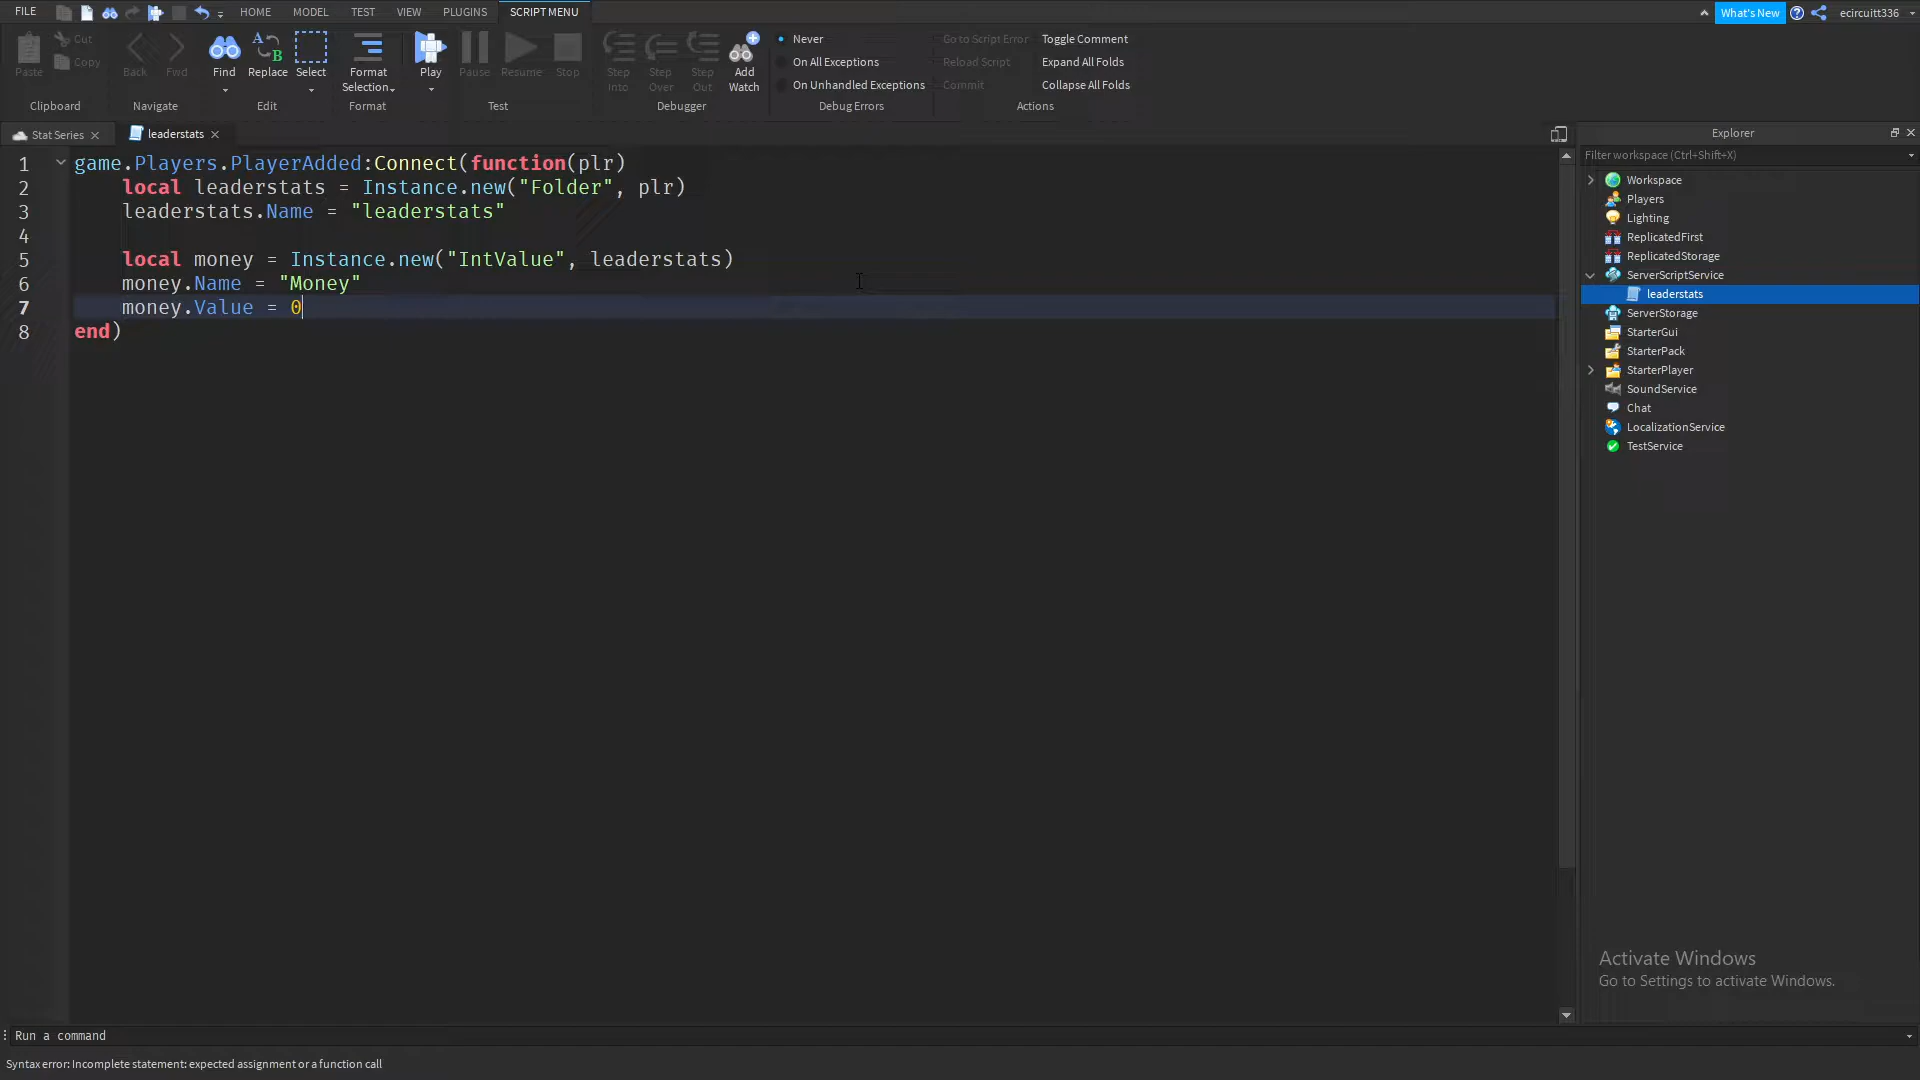 FILE HOME MODEL TEST VIEW PLUGINS SCRIPT MENU What's New ecircuitt336
Paste Cut Copy Clipboard
Back Fwd Navigate
Find Replace Select Edit
Format Selection Format
Play Pause Resume Stop Test
Step Into Step Over Step Out Add Watch Debugger
Never
On All Exceptions
On Unhandled Exceptions
Debug Errors
Go to Script Error
Reload Script
Commit
Toggle Comment
Expand All Folds
Collapse All Folds
Actions
Stat Series leaderstats
1 game.Players.PlayerAdded:Connect(function(plr)
2 local leaderstats = Instance.new("Folder", plr)
3 leaderstats.Name = "leaderstats"
4
5 local money = Instance.new("IntValue", leaderstats)
6 money.Name = "Money"
7 money.Value = 0
8 end)
Explorer
Filter workspace (Ctrl+Shift+X)
Workspace
Players
Lighting
ReplicatedFirst
ReplicatedStorage
ServerScriptService
leaderstats
ServerStorage
StarterGui
StarterPack
StarterPlayer
SoundService
Chat
LocalizationService
TestService
Activate Windows
Go to Settings to activate Windows.
Run a command
Syntax error: Incomplete statement: expected assignment or a function call